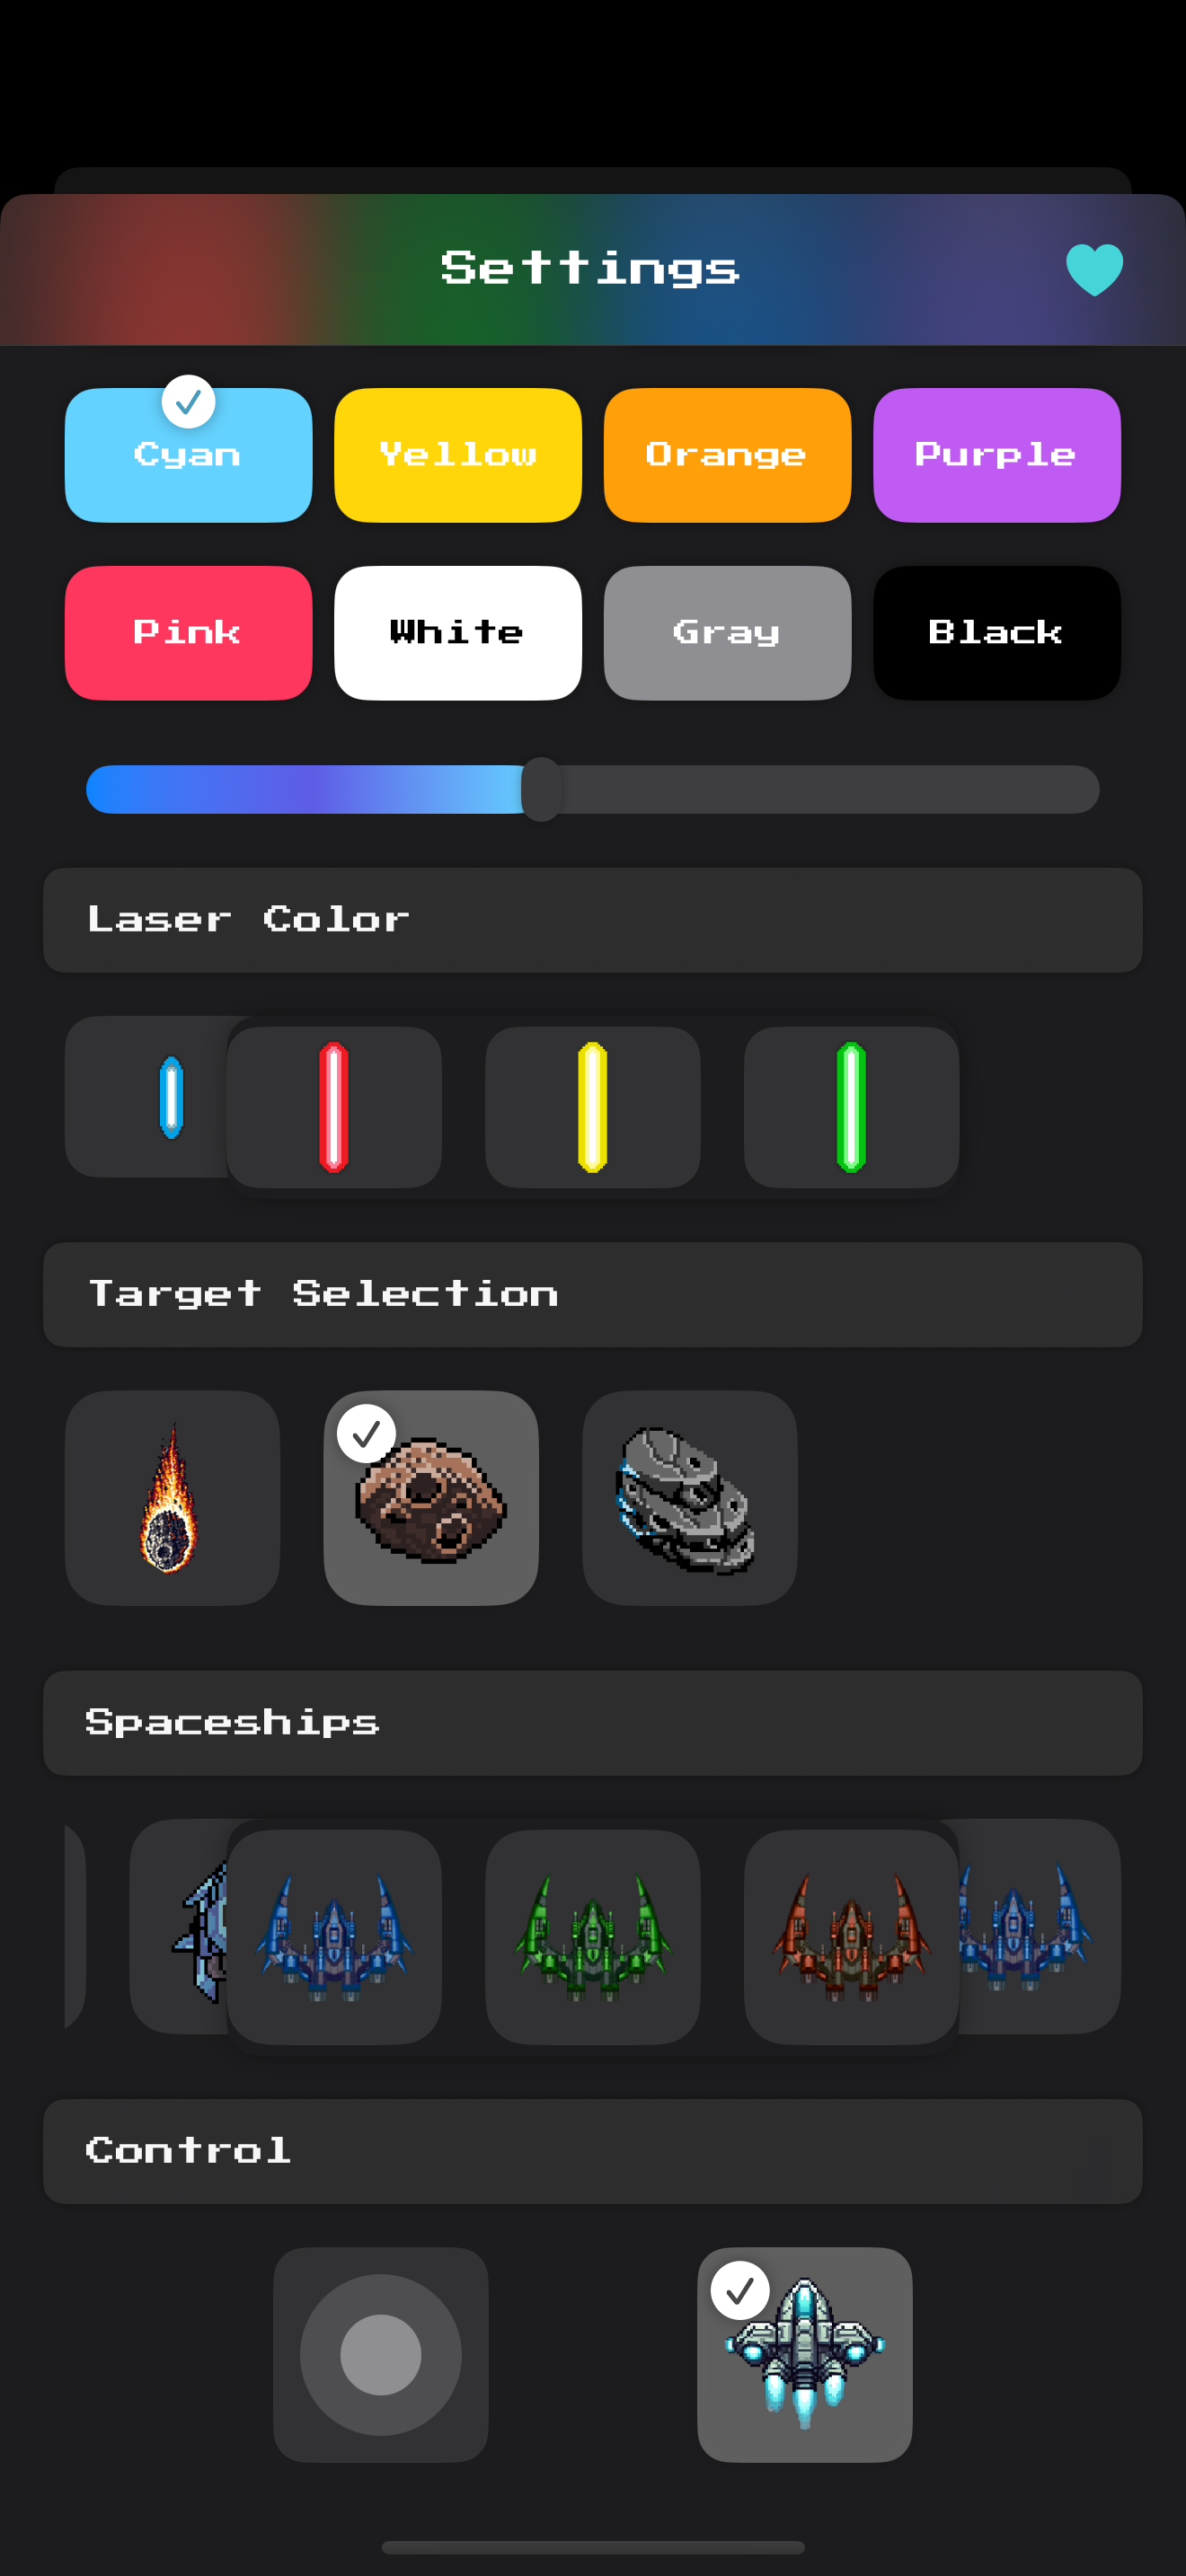 Settings
Cyan
Yellow
Orange
Purple
Pink
White
Gray
Black
Laser Color
Target Selection
Spaceships
Control